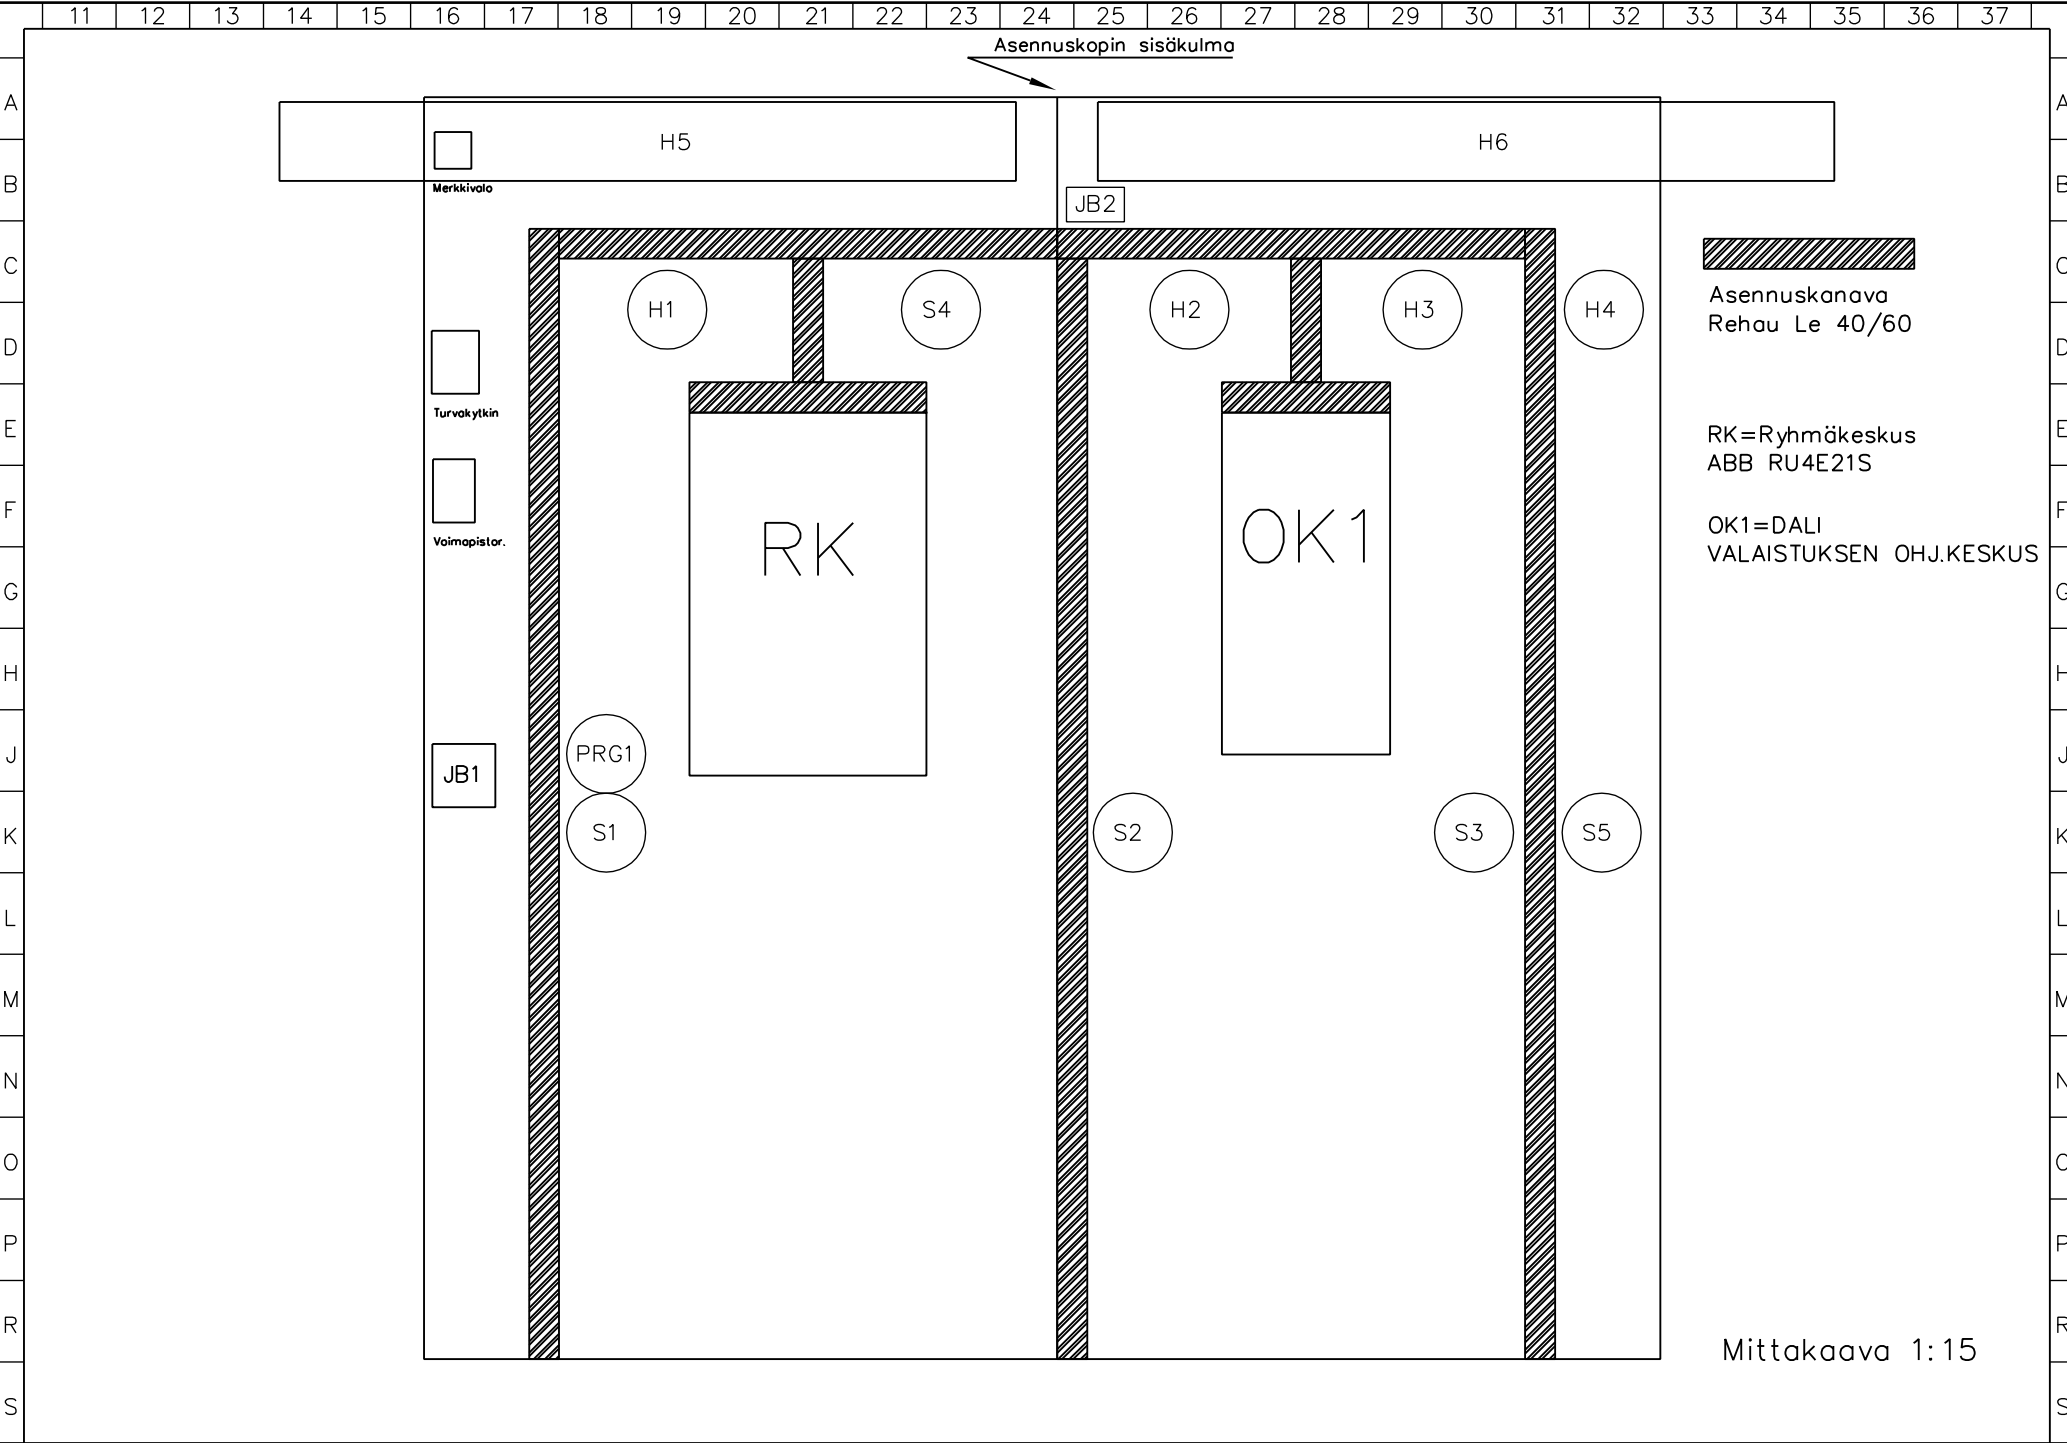 11 12 13 14 15 16 17 18 19 20 21 22 23 24 25 26 27 28 29 30 31 32 33 34 35 36 37
Asennuskopin sisäkulma
A A
H5 H6
Merkkivalo
B B
JB2
C C
H1 S4 H2 H3 H4
Asennuskanava
Rehau Le 40/60
D D
Turvakytkin
E E
RK=Ryhmäkeskus
ABB RU4E21S
F F
OK1=DALI
VALAISTUKSEN OHJ.KESKUS
Voimapistor.
RK OK1
G G
H H
J J
PRG1
JB1
K K
S1 S2 S3 S5
L L
M M
N N
O O
P P
R R
Mittakaava 1:15
S S